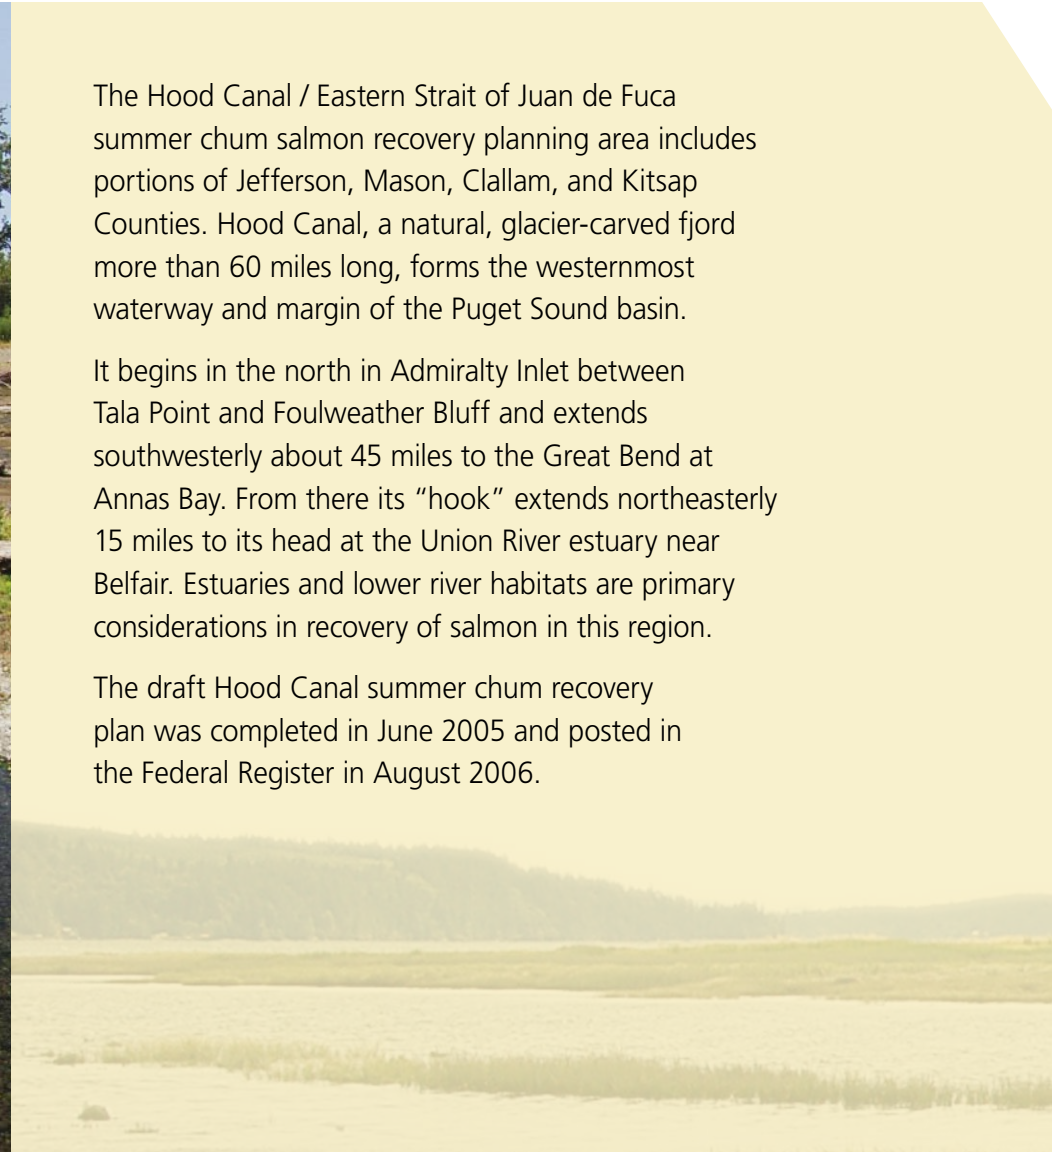 The Hood Canal / Eastern Strait of Juan de Fuca
summer chum salmon recovery planning area includes
portions of Jefferson, Mason, Clallam, and Kitsap
Counties. Hood Canal, a natural, glacier-carved fjord
more than 60 miles long, forms the westernmost
waterway and margin of the Puget Sound basin.
It begins in the north in Admiralty Inlet between
Tala Point and Foulweather Bluff and extends
southwesterly about 45 miles to the Great Bend at
Annas Bay. From there its “hook” extends northeasterly
15 miles to its head at the Union River estuary near
Belfair. Estuaries and lower river habitats are primary
considerations in recovery of salmon in this region.
The draft Hood Canal summer chum recovery
plan was completed in June 2005 and posted in
the Federal Register in August 2006.